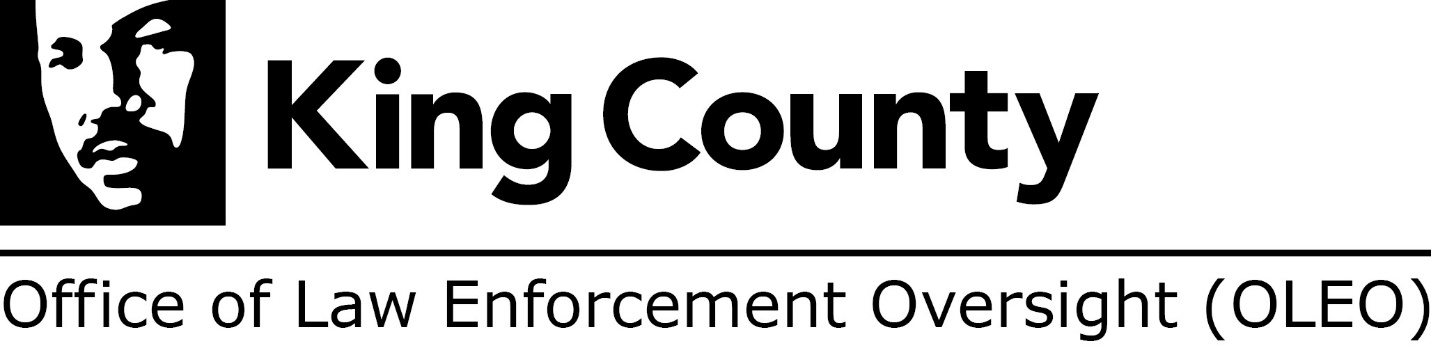 King County
Office of Law Enforcement Oversight (OLEO)